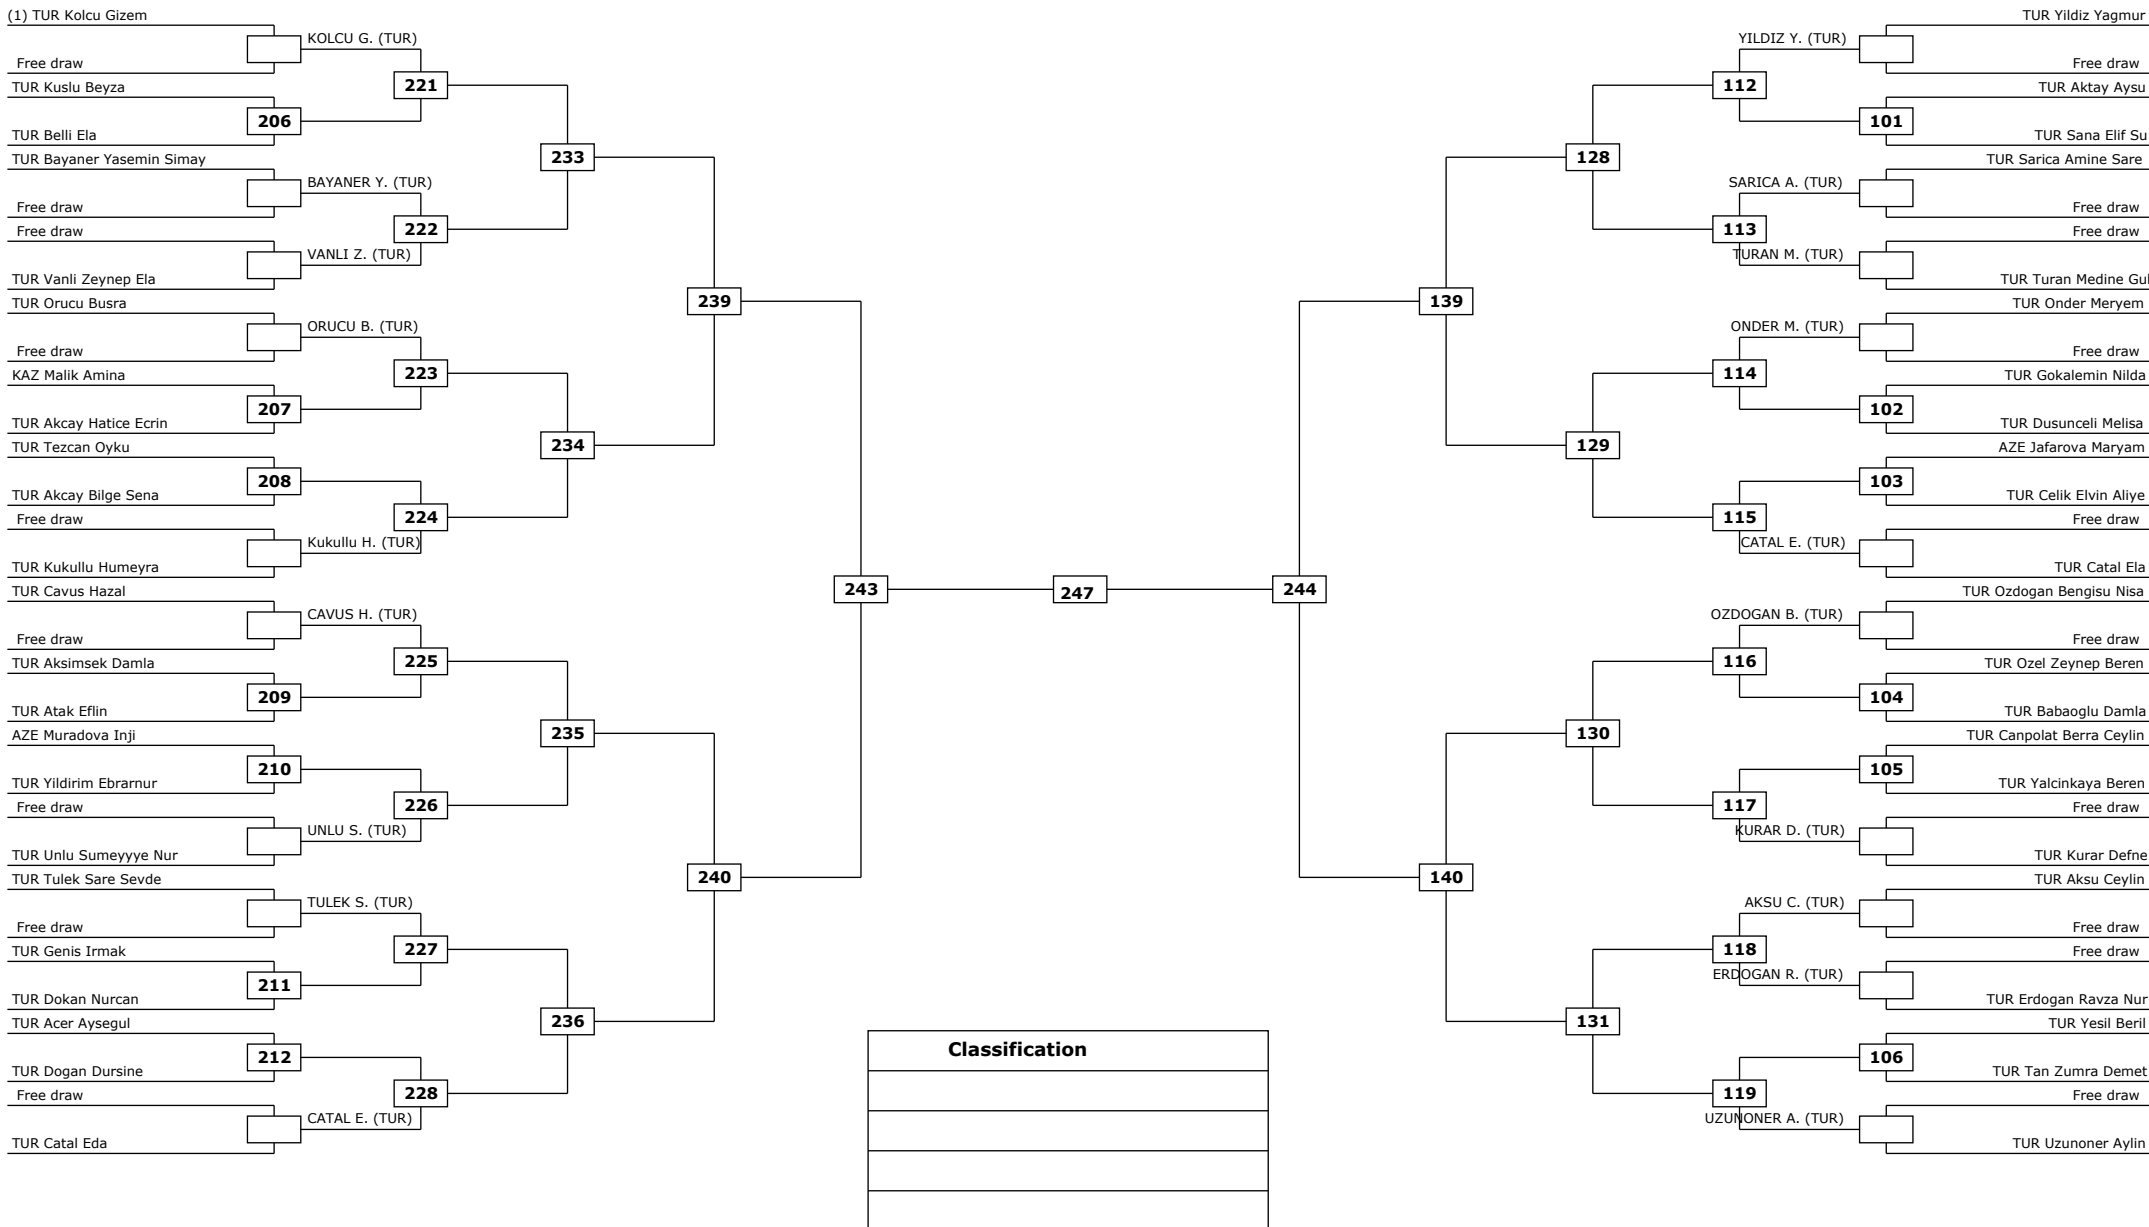 (1) TUR Kolcu Gizem
KOLCU G. (TUR)
Free draw
221
TUR Kuslu Beyza
206
TUR Belli Ela
233
TUR Bayaner Yasemin Simay
BAYANER Y. (TUR)
Free draw
222
Free draw
VANLI Z. (TUR)
TUR Vanli Zeynep Ela
239
TUR Orucu Busra
ORUCU B. (TUR)
Free draw
223
KAZ Malik Amina
207
TUR Akcay Hatice Ecrin
234
TUR Tezcan Oyku
208
TUR Akcay Bilge Sena
224
Free draw
Kukullu H. (TUR)
TUR Kukullu Humeyra
243
TUR Cavus Hazal
CAVUS H. (TUR)
Free draw
225
TUR Aksimsek Damla
209
TUR Atak Eflin
235
AZE Muradova Inji
210
TUR Yildirim Ebrarnur
226
Free draw
UNLU S. (TUR)
TUR Unlu Sumeyyye Nur
240
TUR Tulek Sare Sevde
TULEK S. (TUR)
Free draw
227
TUR Genis Irmak
211
TUR Dokan Nurcan
236
TUR Acer Aysegul
212
TUR Dogan Dursine
228
Free draw
CATAL E. (TUR)
TUR Catal Eda
247
TUR Yildiz Yagmur
YILDIZ Y. (TUR)
Free draw
112
TUR Aktay Aysu
101
TUR Sana Elif Su
128
TUR Sarica Amine Sare
SARICA A. (TUR)
Free draw
113
Free draw
TURAN M. (TUR)
TUR Turan Medine Gul
139
TUR Onder Meryem
ONDER M. (TUR)
Free draw
114
TUR Gokalemin Nilda
102
TUR Dusunceli Melisa
129
AZE Jafarova Maryam
103
TUR Celik Elvin Aliye
115
Free draw
CATAL E. (TUR)
TUR Catal Ela
244
TUR Ozdogan Bengisu Nisa
OZDOGAN B. (TUR)
Free draw
116
TUR Ozel Zeynep Beren
104
TUR Babaoglu Damla
130
TUR Canpolat Berra Ceylin
105
TUR Yalcinkaya Beren
117
Free draw
KURAR D. (TUR)
TUR Kurar Defne
140
TUR Aksu Ceylin
AKSU C. (TUR)
Free draw
118
Free draw
ERDOGAN R. (TUR)
TUR Erdogan Ravza Nur
131
TUR Yesil Beril
106
TUR Tan Zumra Demet
119
Free draw
UZUNONER A. (TUR)
TUR Uzunoner Aylin
Classification